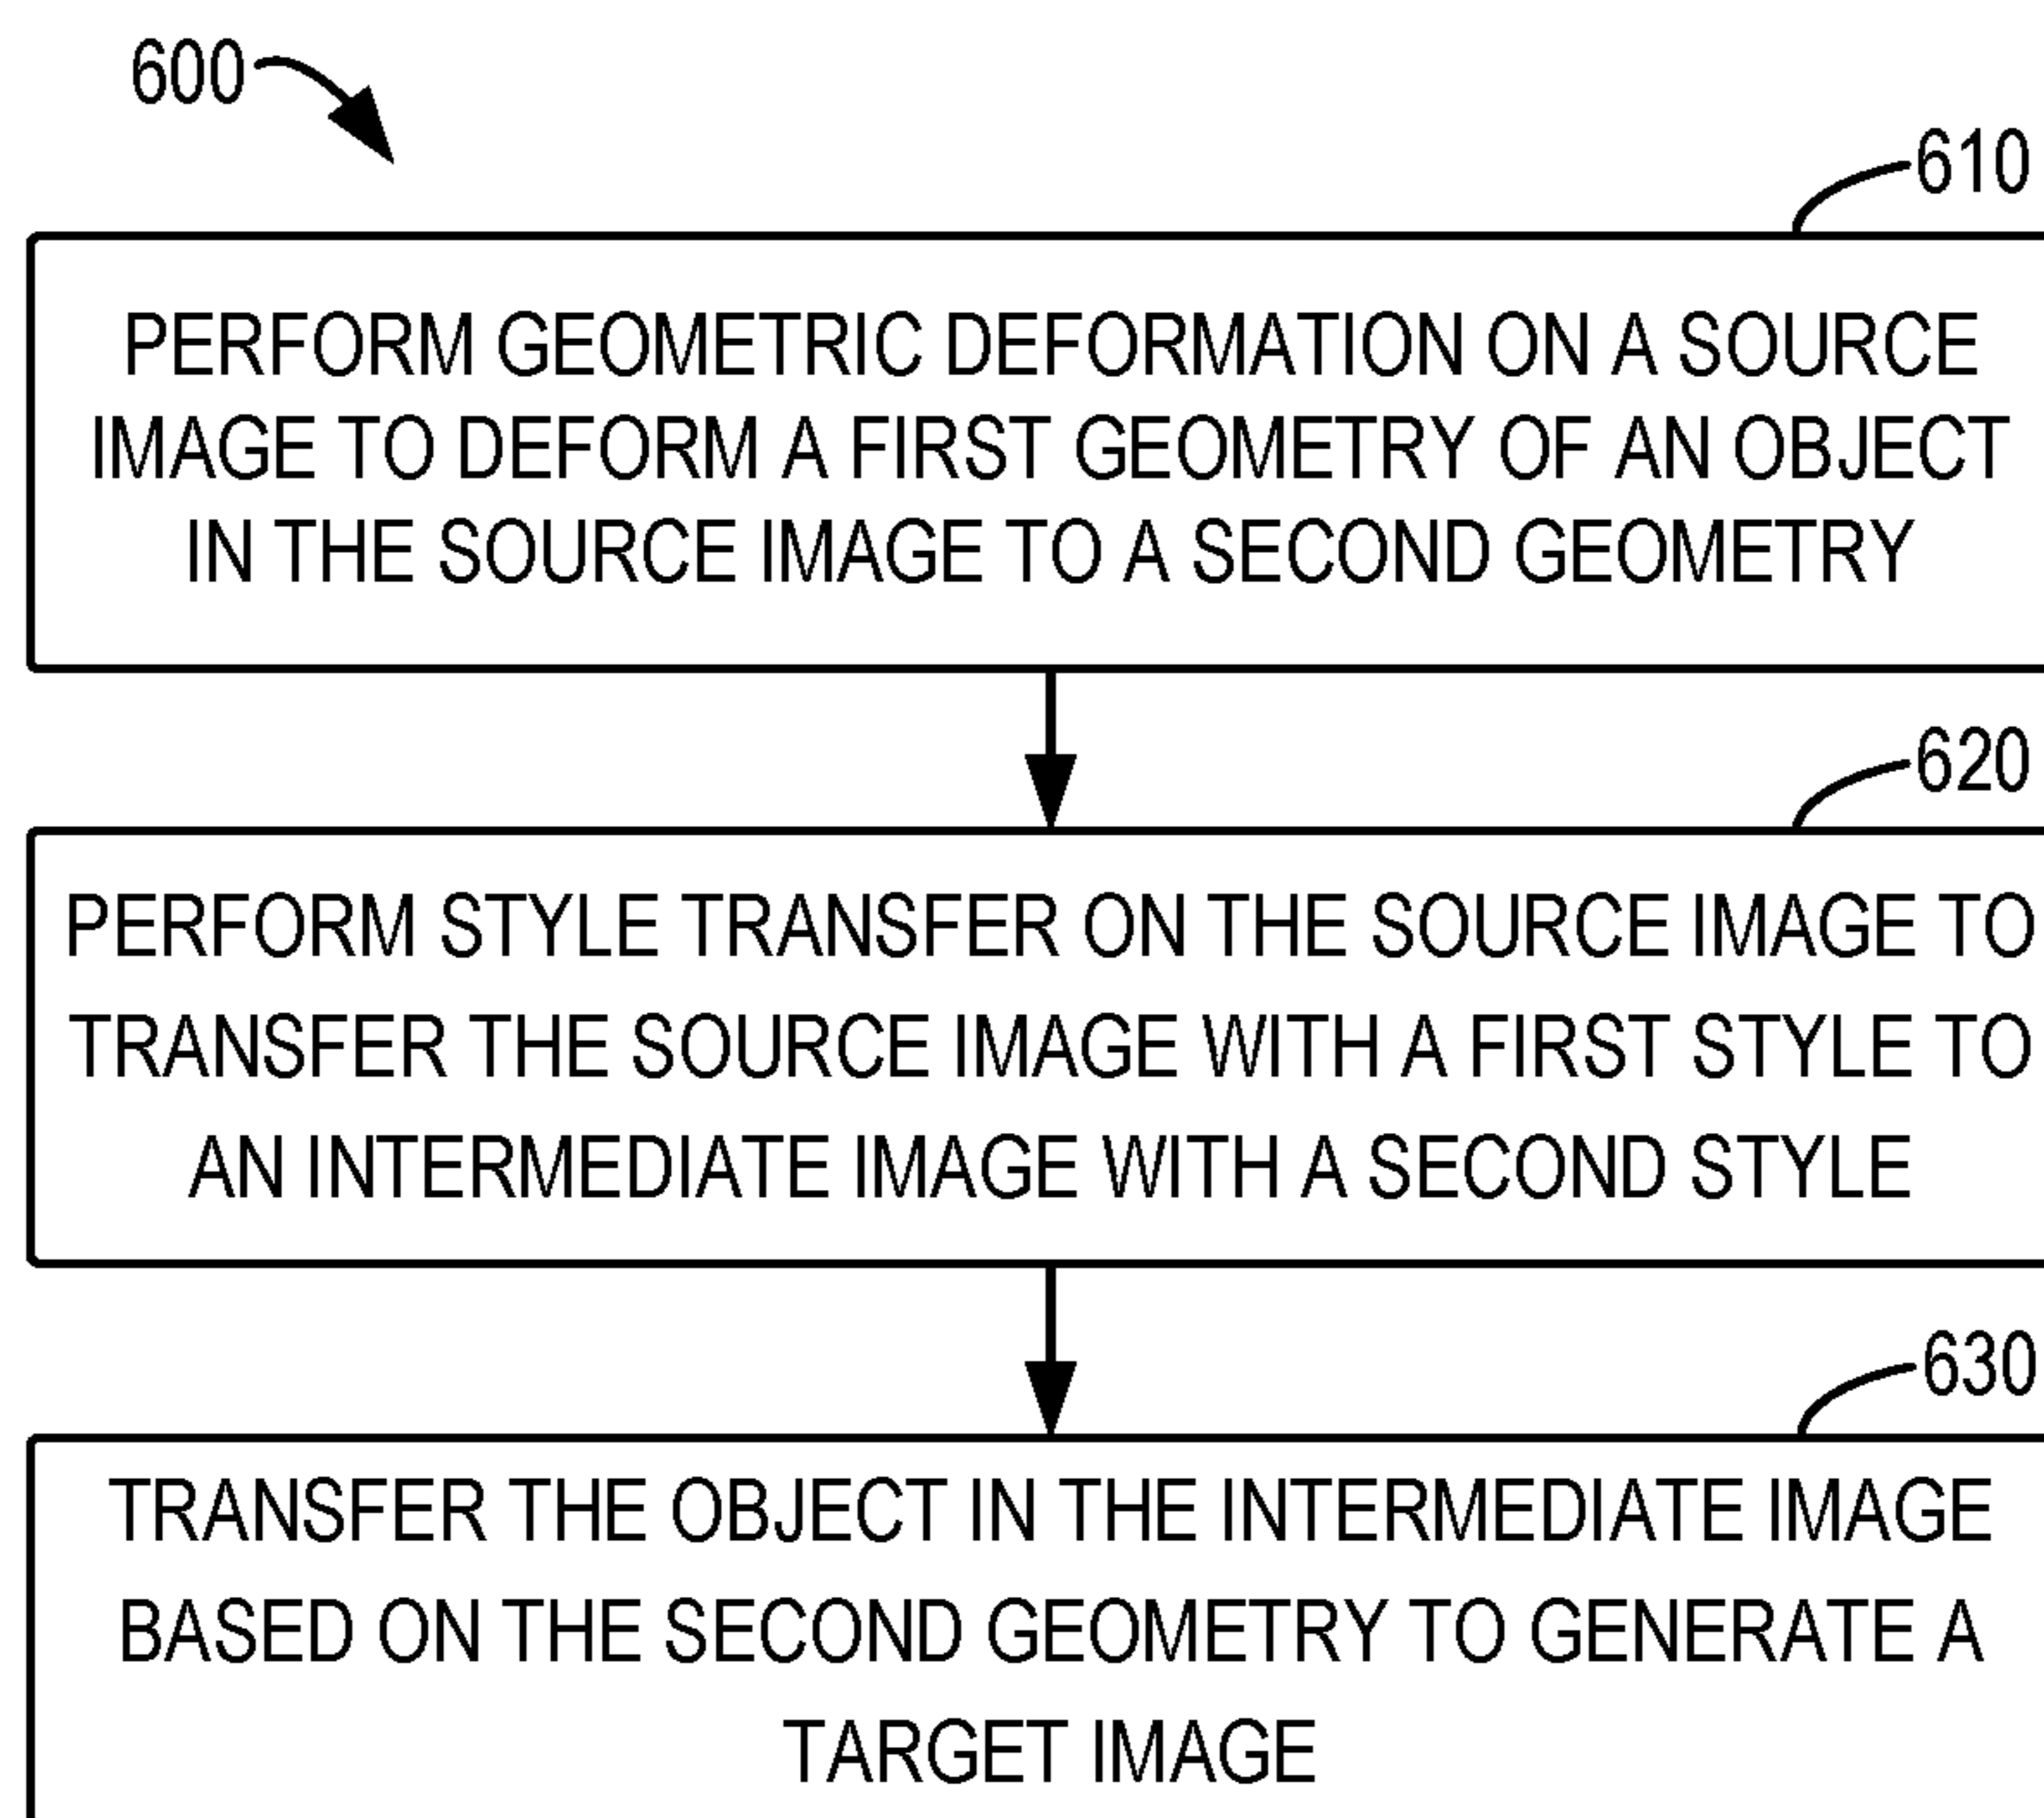 600
610
PERFORM GEOMETRIC DEFORMATION ON A SOURCE
IMAGE TO DEFORM A FIRST GEOMETRY OF AN OBJECT
IN THE SOURCE IMAGE TO A SECOND GEOMETRY
620
PERFORM STYLE TRANSFER ON THE SOURCE IMAGE TO
TRANSFER THE SOURCE IMAGE WITH A FIRST STYLE TO
AN INTERMEDIATE IMAGE WITH A SECOND STYLE
630
TRANSFER THE OBJECT IN THE INTERMEDIATE IMAGE
BASED ON THE SECOND GEOMETRY TO GENERATE A
TARGET IMAGE